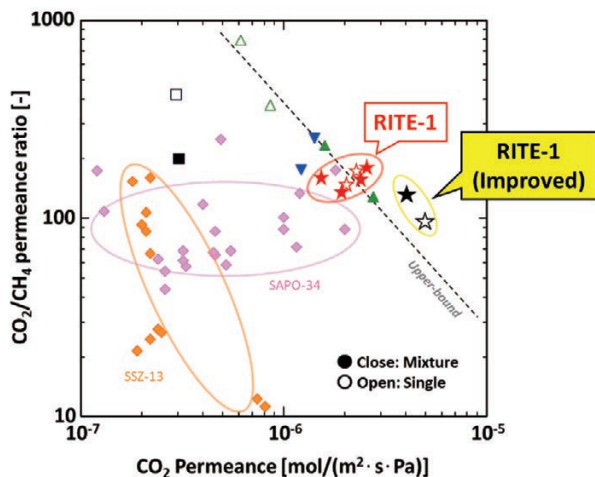 1000
100
10
CO₂/CH₄ permeance ratio [-]
RITE-1
RITE-1
(Improved)
SAPO-34
Upper-bound
SSZ-13
Close: Mixture
Open: Single
10⁻⁷
10⁻⁶
10⁻⁵
CO₂ Permeance [mol/(m²· s· Pa)]